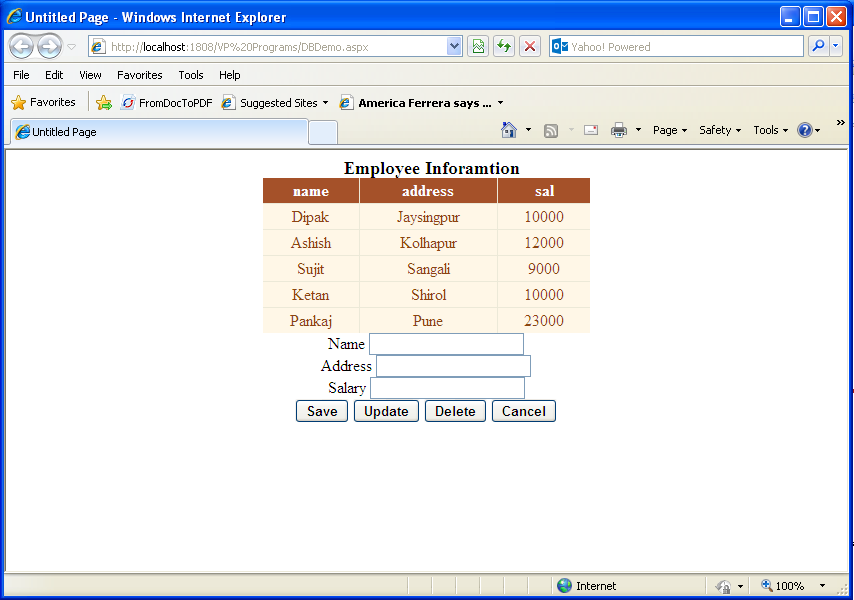 Untitled Page - Windows Internet Explorer
http://localhost:1808/VP%20Programs/DBDemo.aspx Yahoo! Powered
File Edit View Favorites Tools Help
Favorites FromDocToPDF Suggested Sites America Ferrera says ...
Untitled Page Page Safety Tools »
Employee Inforamtion
name address sal
Dipak Jaysingpur 10000
Ashish Kolhapur 12000
Sujit Sangali 9000
Ketan Shirol 10000
Pankaj Pune 23000
Name
Address
Salary
Save Update Delete Cancel
Internet 100%